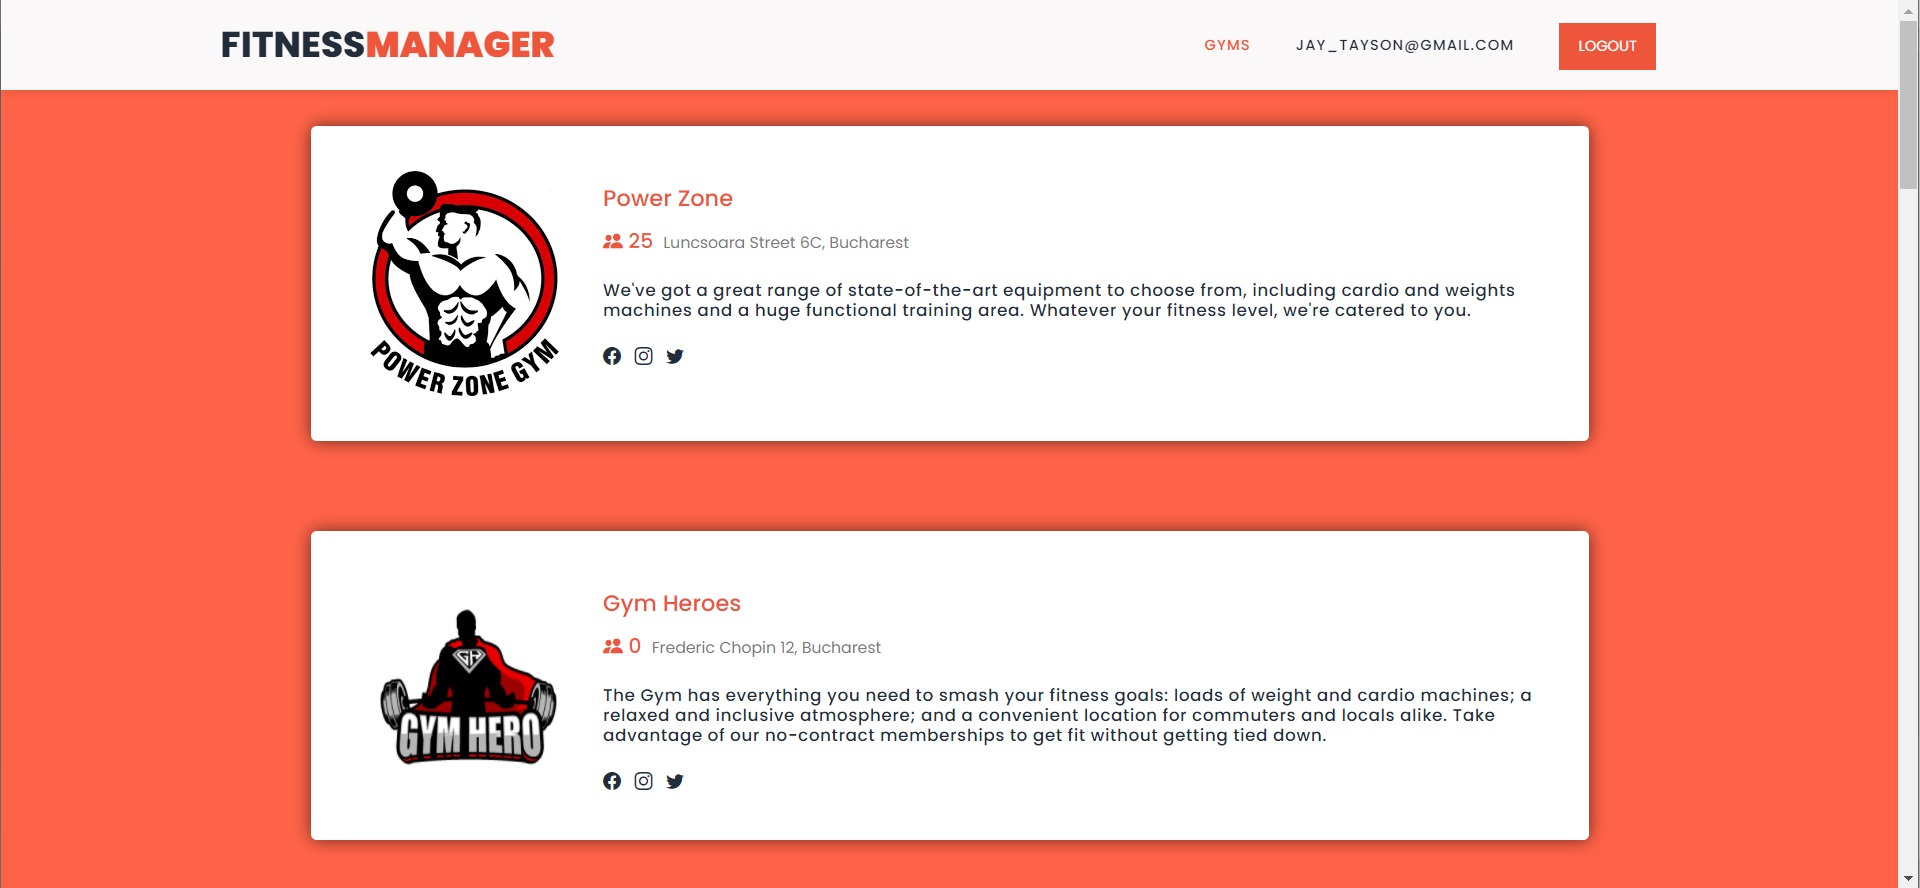 FITNESSMANAGER
GYMS
JAY_TAYSON@GMAIL.COM
LOGOUT
POWER ZONE GYM
Power Zone
25 Luncsoara Street 6C, Bucharest
We've got a great range of state-of-the-art equipment to choose from, including cardio and weights
machines and a huge functional training area. Whatever your fitness level, we're catered to you.
GH
GYM HERO
Gym Heroes
0 Frederic Chopin 12, Bucharest
The Gym has everything you need to smash your fitness goals: loads of weight and cardio machines; a
relaxed and inclusive atmosphere; and a convenient location for commuters and locals alike. Take
advantage of our no-contract memberships to get fit without getting tied down.